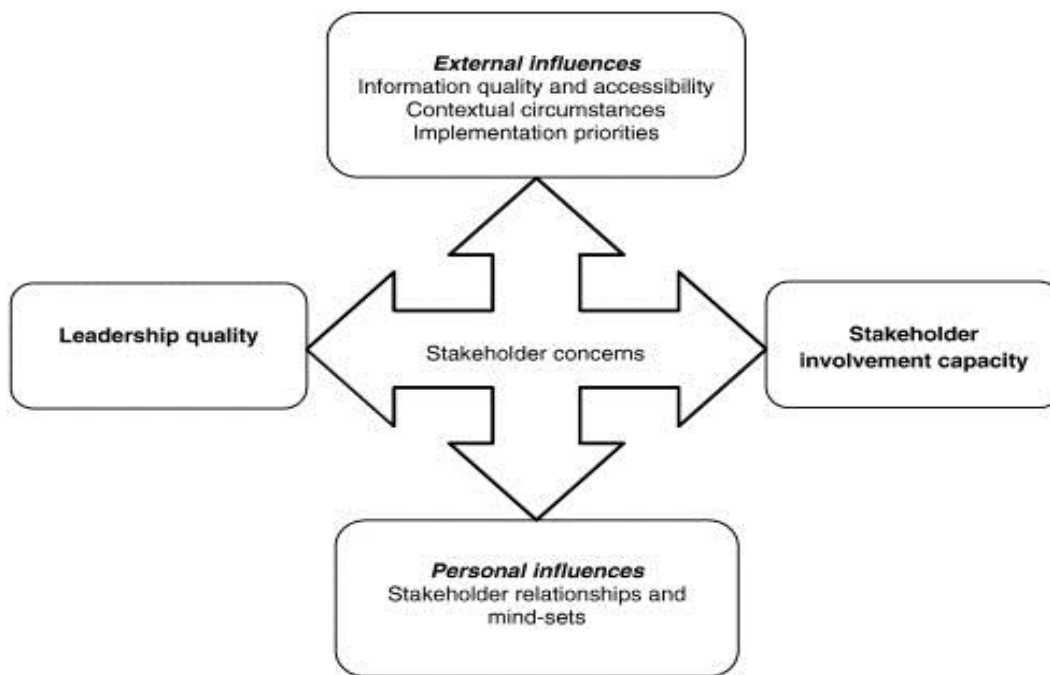 External influences
Information quality and accessibility
Contextual circumstances
Implementation priorities
Leadership quality
Stakeholder concerns
Stakeholder
involvement capacity
Personal influences
Stakeholder relationships and
mind-sets